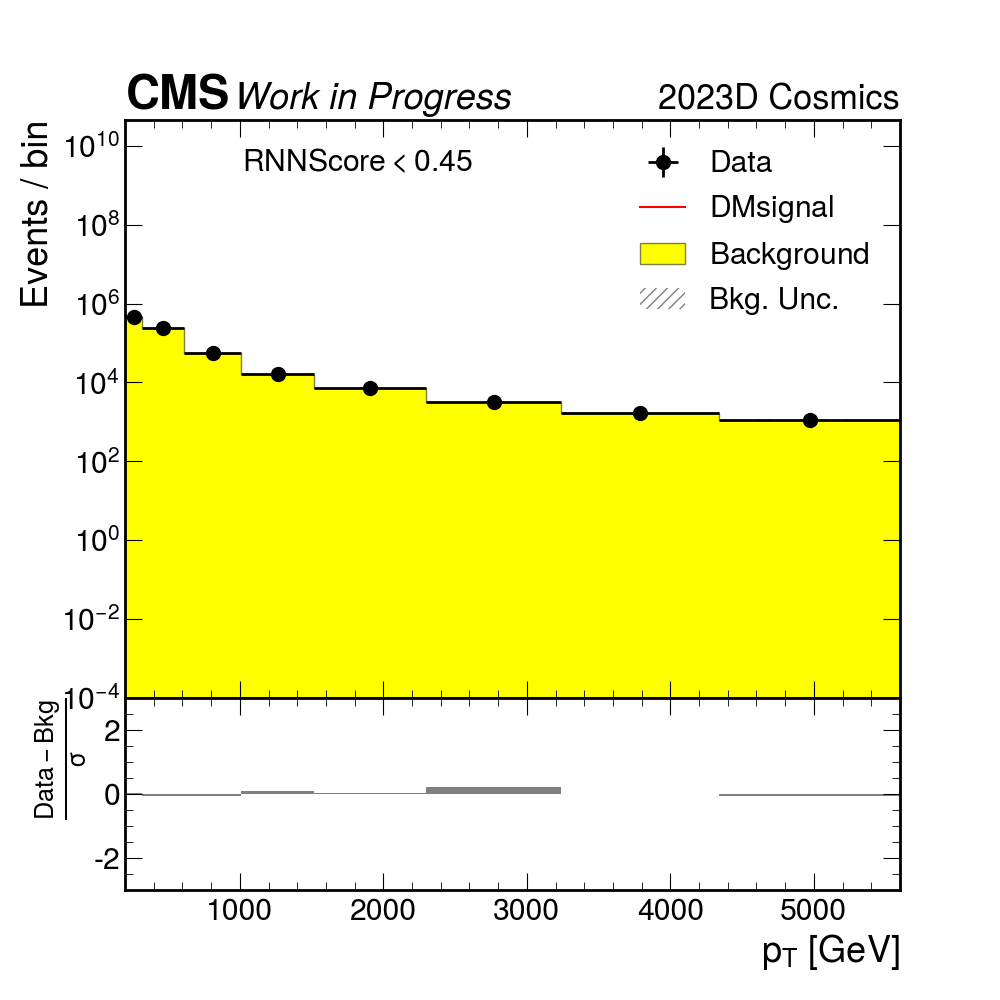 CMS Work in Progress 2023D Cosmics
Events / bin
RNNScore < 0.45
Data
DMsignal
Background
Bkg. Unc.
10^10
10^8
10^6
10^4
10^2
10^0
10^−2
10^−4
Data − Bkg
σ
2
0
-2
1000 2000 3000 4000 5000
p_T [GeV]